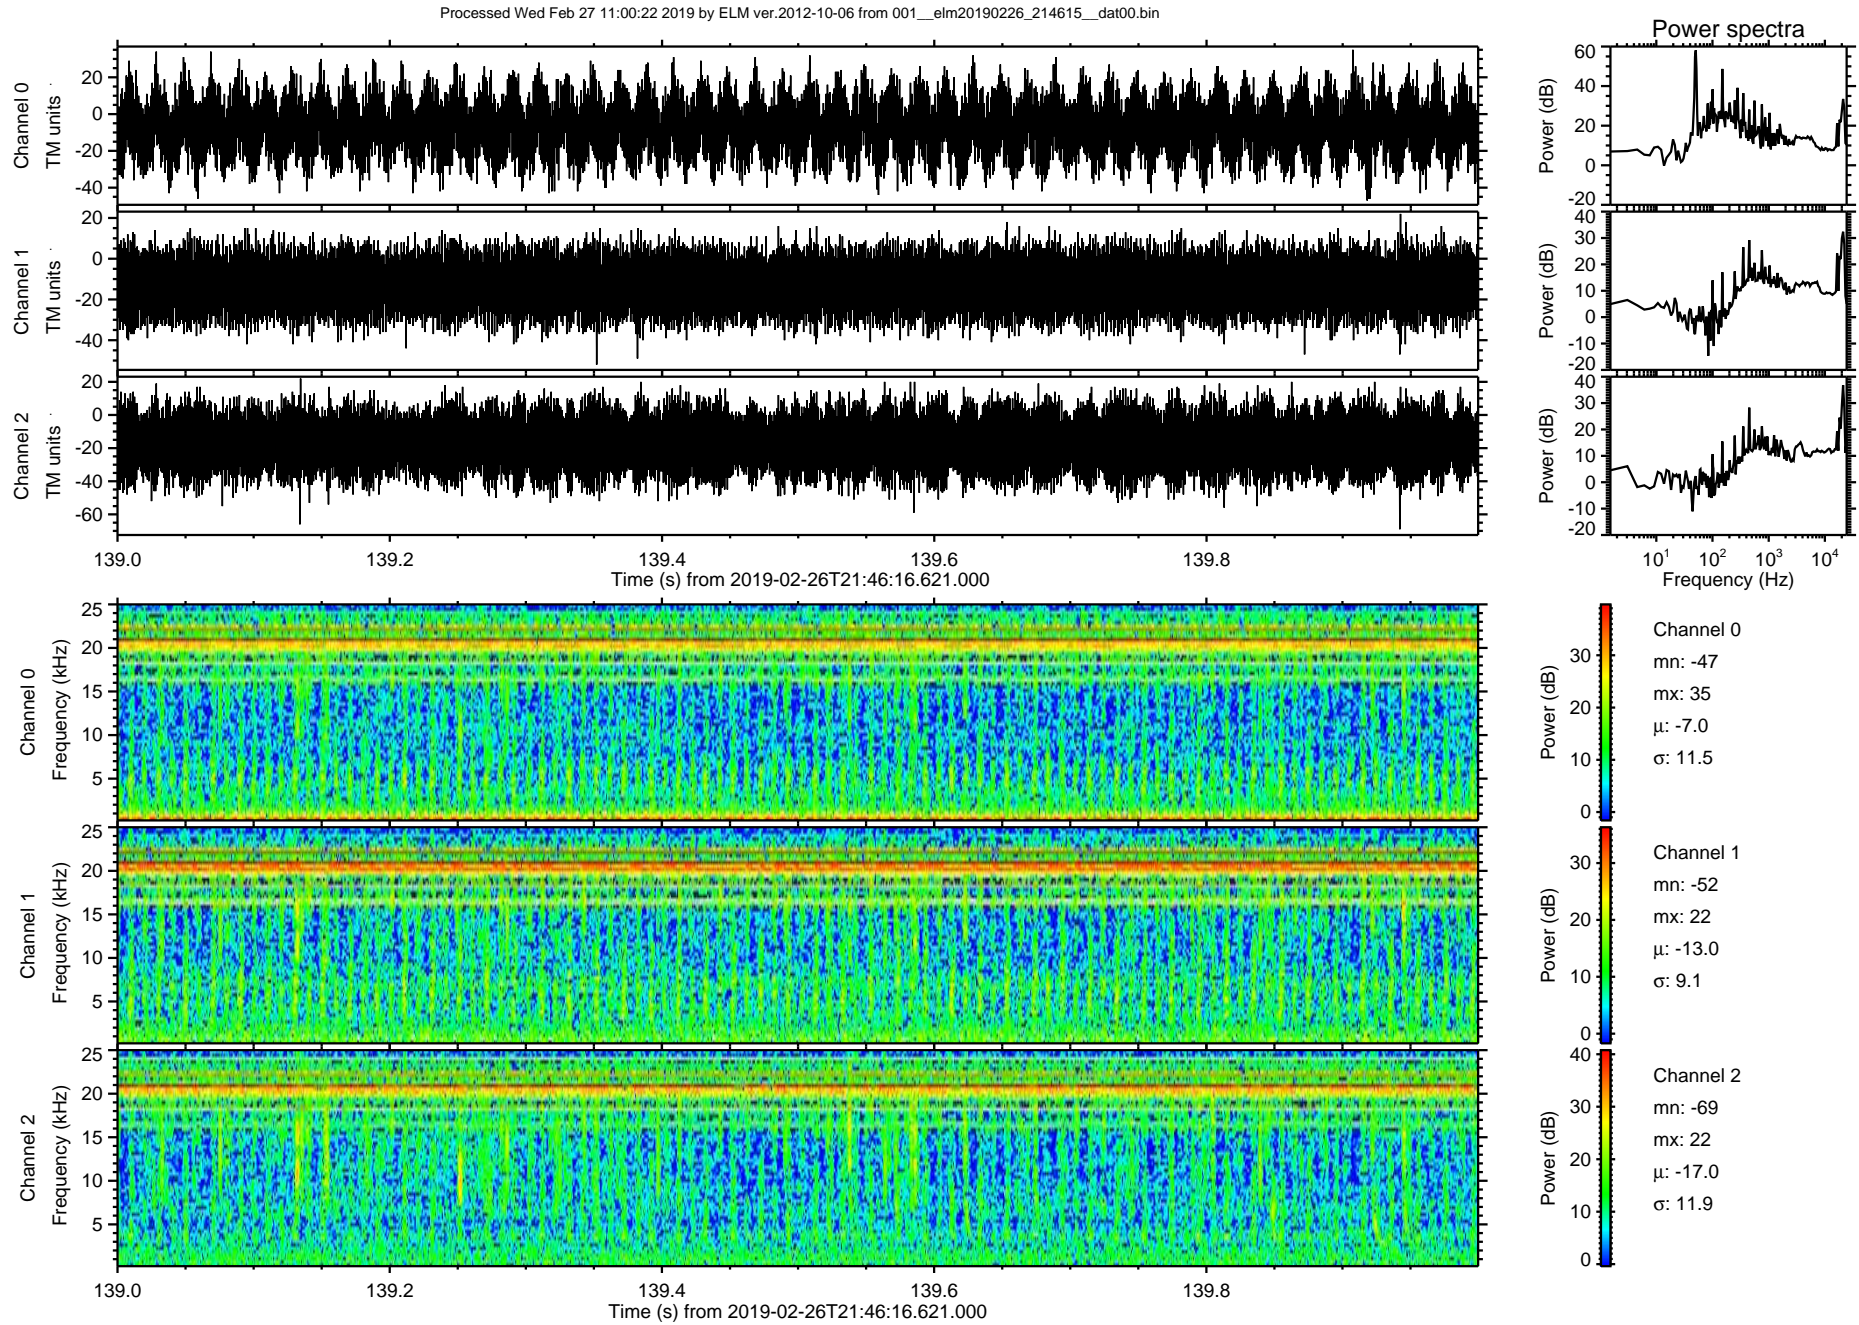 Processed Wed Feb 27 11:00:22 2019 by ELM ver.2012-10-06 from 001__elm20190226_214615__dat00.bin
Power spectra
Channel 0
TM units
20
0
-20
-40
Power (dB)
60
40
20
0
-20
Channel 1
TM units
20
0
-20
-40
Power (dB)
40
30
20
10
0
-10
-20
Channel 2
TM units
20
0
-20
-40
-60
Power (dB)
40
30
20
10
0
-10
-20
139.0 139.2 139.4 139.6 139.8
Time (s) from 2019-02-26T21:46:16.621.000
10¹ 10² 10³ 10⁴
Frequency (Hz)
Channel 0
Frequency (kHz)
25
20
15
10
5
Power (dB)
30
20
10
0
Channel 0
mn: -47
mx: 35
μ: -7.0
σ: 11.5
Channel 1
Frequency (kHz)
25
20
15
10
5
Power (dB)
30
20
10
0
Channel 1
mn: -52
mx: 22
μ: -13.0
σ: 9.1
Channel 2
Frequency (kHz)
25
20
15
10
5
Power (dB)
40
30
20
10
0
Channel 2
mn: -69
mx: 22
μ: -17.0
σ: 11.9
139.0 139.2 139.4 139.6 139.8
Time (s) from 2019-02-26T21:46:16.621.000